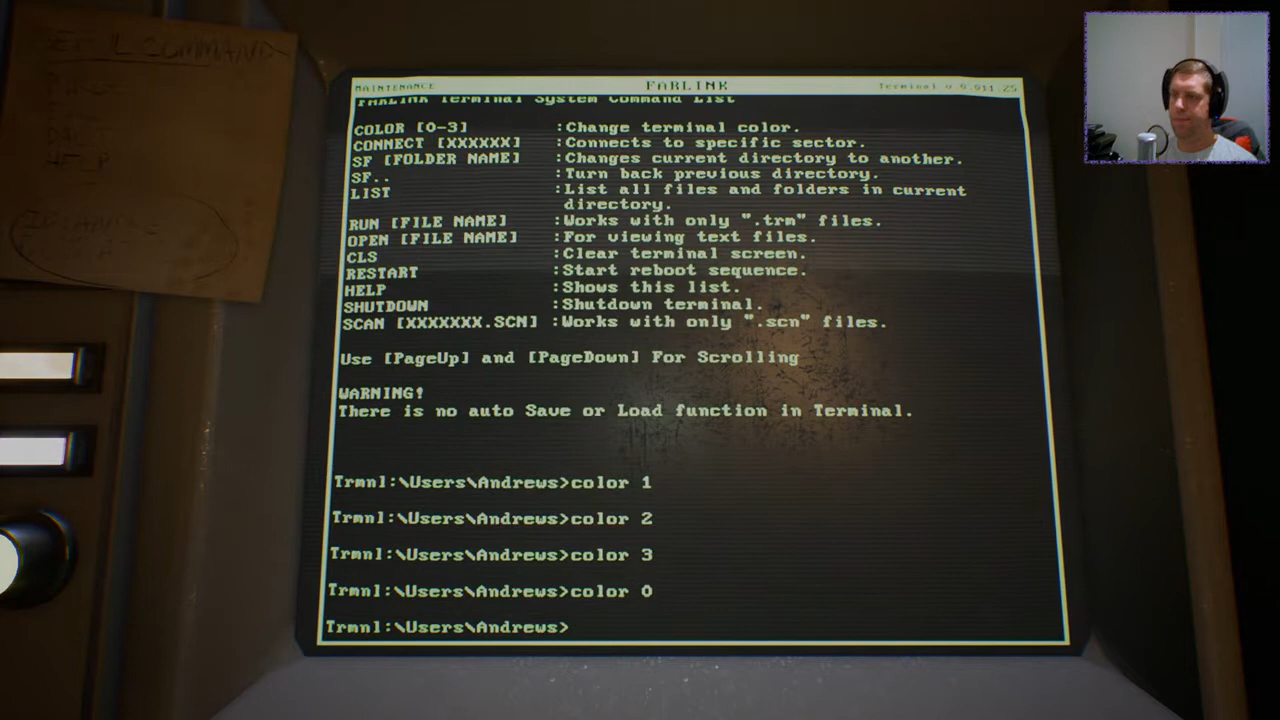 MAINTENANCE FARLINK Terminal
FARLINK Terminal System Command List
COLOR [0-3] :Change terminal color.
CONNECT [XXXXXX] :Connects to specific sector.
SF [FOLDER NAME] :Changes current directory to another.
SF.. :Turn back previous directory.
LIST :List all files and folders in current
directory.
RUN [FILE NAME] :Works with only ".trm" files.
OPEN [FILE NAME] :For viewing text files.
CLS :Clear terminal screen.
RESTART :Start reboot sequence.
HELP :Shows this list.
SHUTDOWN :Shutdown terminal.
SCAN [XXXXXXX.SCN] :Works with only ".scn" files.
Use [PageUp] and [PageDown] For Scrolling
WARNING!
There is no auto Save or Load function in Terminal.
Trmnl:\Users\Andrews>color 1
Trmnl:\Users\Andrews>color 2
Trmnl:\Users\Andrews>color 3
Trmnl:\Users\Andrews>color 0
Trmnl:\Users\Andrews>